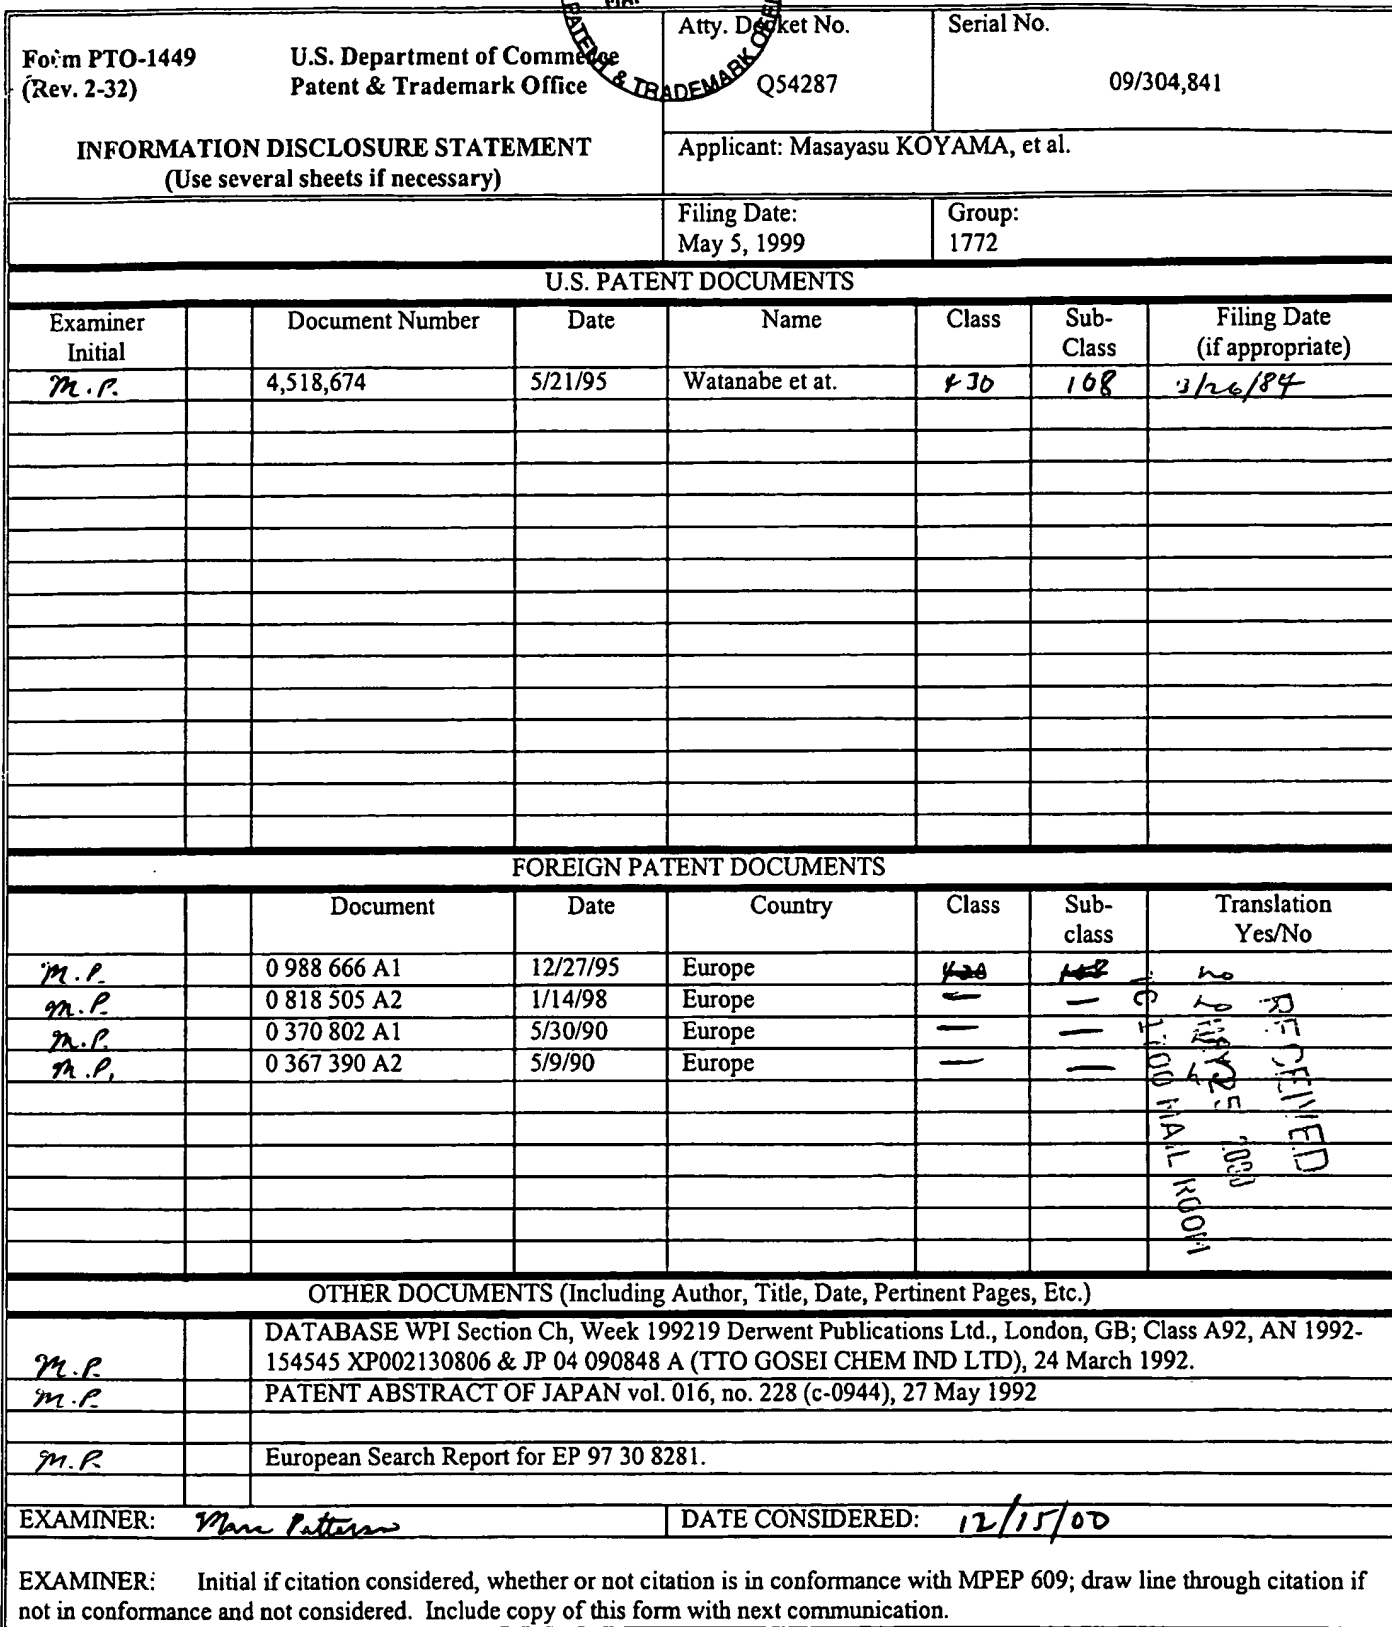 PATENT & TRADEMARK OFFICE
Form PTO-1449 U.S. Department of Commerce Atty. Docket No. Serial No.
(Rev. 2-32) Patent & Trademark Office Q54287 09/304,841
INFORMATION DISCLOSURE STATEMENT Applicant: Masayasu KOYAMA, et al.
(Use several sheets if necessary)
Filing Date: Group:
May 5, 1999 1772
U.S. PATENT DOCUMENTS
Examiner Document Number Date Name Class Sub- Filing Date
Initial Class (if appropriate)
M.P. 4,518,674 5/21/95 Watanabe et at. 430 168 3/26/84
FOREIGN PATENT DOCUMENTS
Document Date Country Class Sub- Translation
class Yes/No
M.P. 0 988 666 A1 12/27/95 Europe 430 168 no
M.P. 0 818 505 A2 1/14/98 Europe — —
M.P. 0 370 802 A1 5/30/90 Europe — —
M.P. 0 367 390 A2 5/9/90 Europe — —
RECEIVED
2000
TC 1700 MAIL ROOM
OTHER DOCUMENTS (Including Author, Title, Date, Pertinent Pages, Etc.)
DATABASE WPI Section Ch, Week 199219 Derwent Publications Ltd., London, GB; Class A92, AN 1992-
M.P. 154545 XP002130806 & JP 04 090848 A (TTO GOSEI CHEM IND LTD), 24 March 1992.
M.P. PATENT ABSTRACT OF JAPAN vol. 016, no. 228 (c-0944), 27 May 1992
M.P. European Search Report for EP 97 30 8281.
EXAMINER: Marc Patterson DATE CONSIDERED: 12/15/00
EXAMINER: Initial if citation considered, whether or not citation is in conformance with MPEP 609; draw line through citation if
not in conformance and not considered. Include copy of this form with next communication.